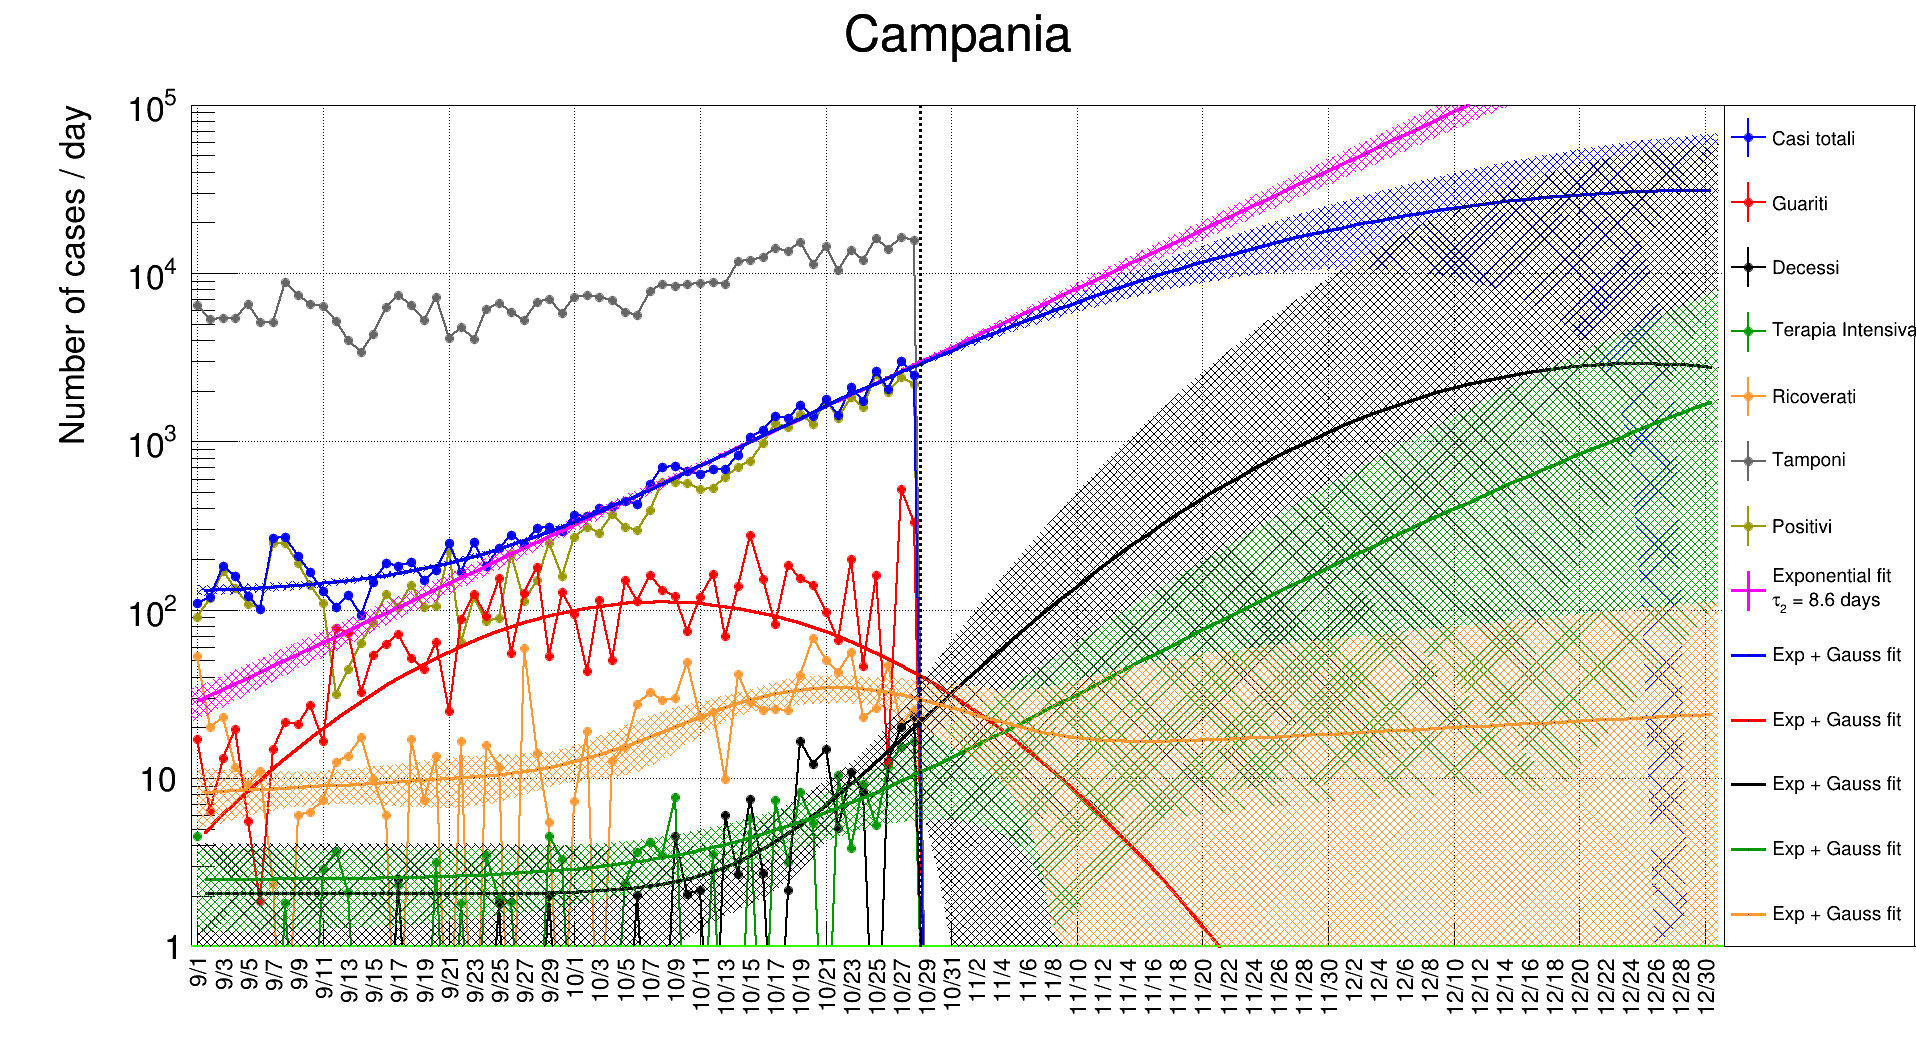 Campania
Number of cases / day
10^5
10^4
10^3
10^2
10
1
9/1 9/3 9/5 9/7 9/9 9/11 9/13 9/15 9/17 9/19 9/21 9/23 9/25 9/27 9/29 10/1 10/3 10/5 10/7 10/9 10/11 10/13 10/15 10/17 10/19 10/21 10/23 10/25 10/27 10/29 10/31 11/2 11/4 11/6 11/8 11/10 11/12 11/14 11/16 11/18 11/20 11/22 11/24 11/26 11/28 11/30 12/2 12/4 12/6 12/8 12/10 12/12 12/14 12/16 12/18 12/20 12/22 12/24 12/26 12/28 12/30
Casi totali
Guariti
Decessi
Terapia Intensiva
Ricoverati
Tamponi
Positivi
Exponential fit
τ₂ = 8.6 days
Exp + Gauss fit
Exp + Gauss fit
Exp + Gauss fit
Exp + Gauss fit
Exp + Gauss fit